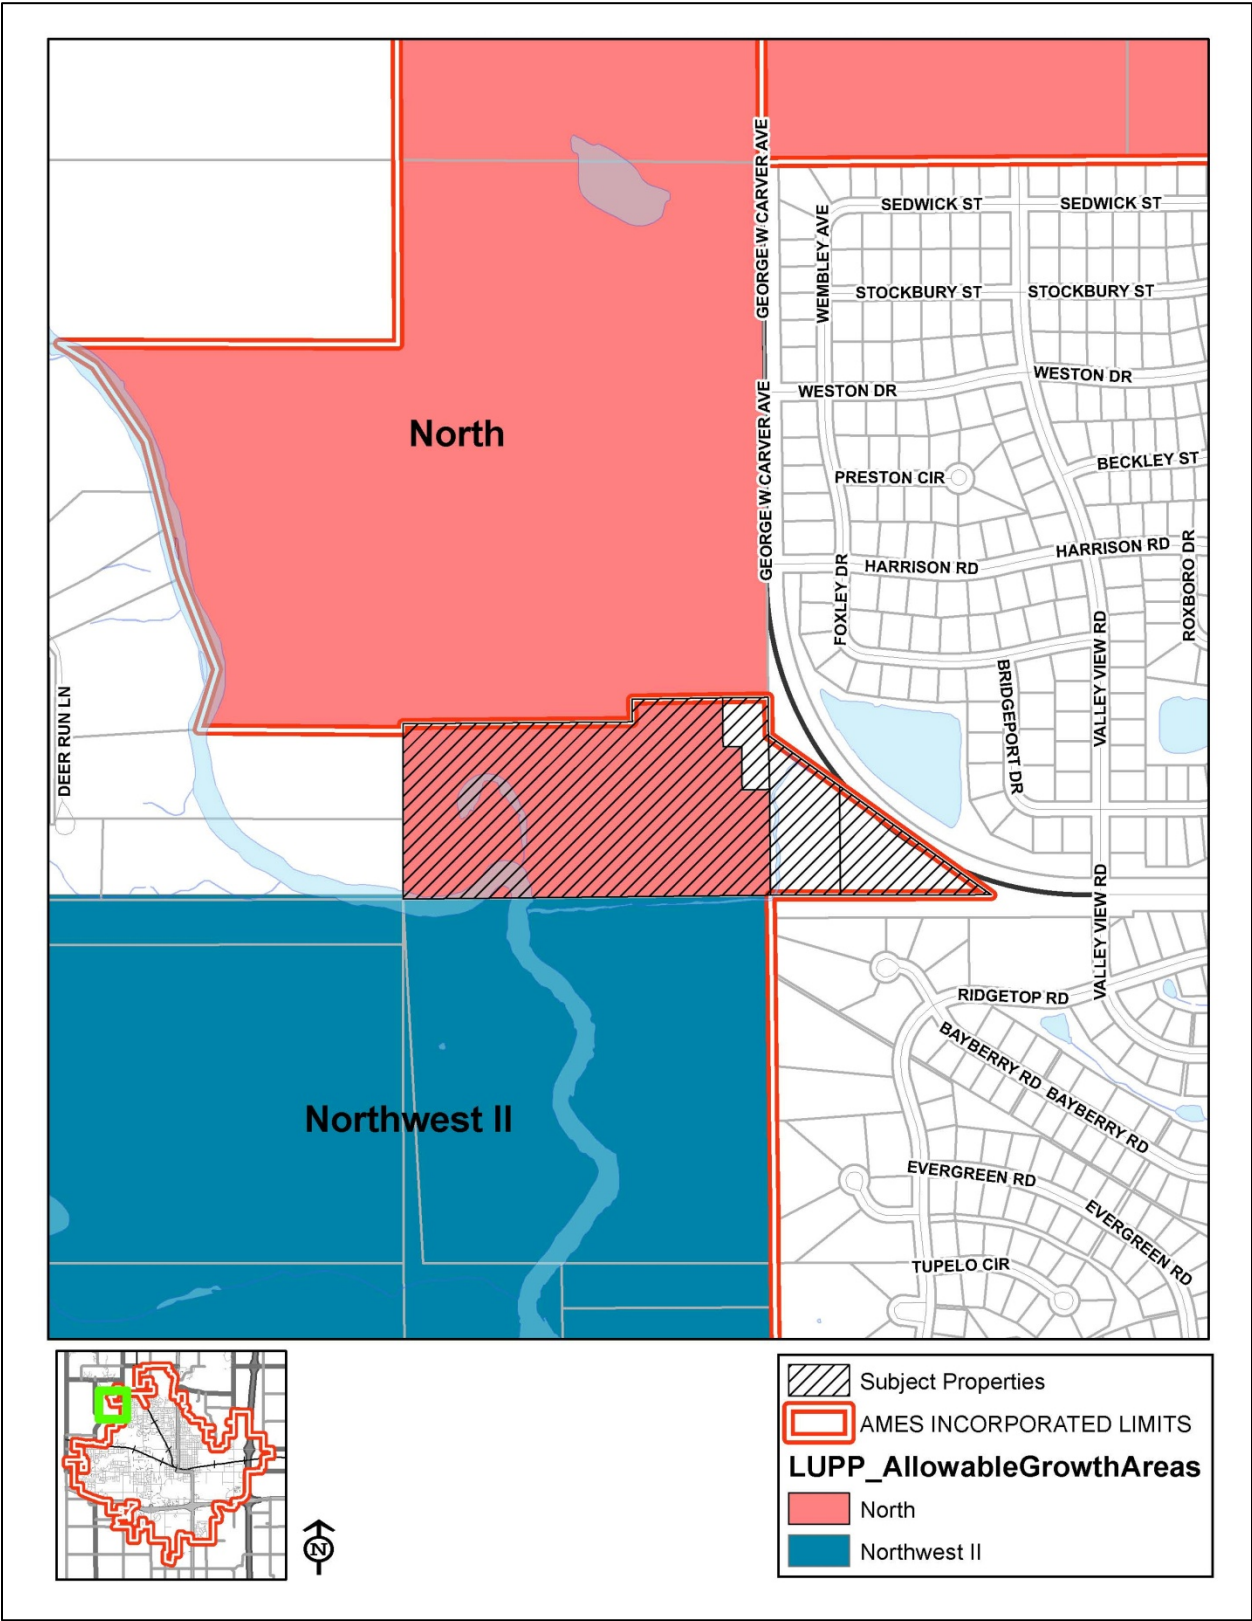 GEORGE W CARVER AVE
SEDWICK ST
SEDWICK ST
WEMBLEY AVE
STOCKBURY ST
STOCKBURY ST
WESTON DR
WESTON DR
GEORGE W CARVER AVE
North
BECKLEY ST
PRESTON CIR
HARRISON RD
HARRISON RD
ROXBORO DR
FOXLEY DR
VALLEY VIEW RD
BRIDGEPORT DR
DEER RUN LN
VALLEY VIEW RD
RIDGETOP RD
BAYBERRY RD
BAYBERRY RD
Northwest II
EVERGREEN RD
EVERGREEN RD
TUPELO CIR
N
Subject Properties
AMES INCORPORATED LIMITS
LUPP_AllowableGrowthAreas
North
Northwest II